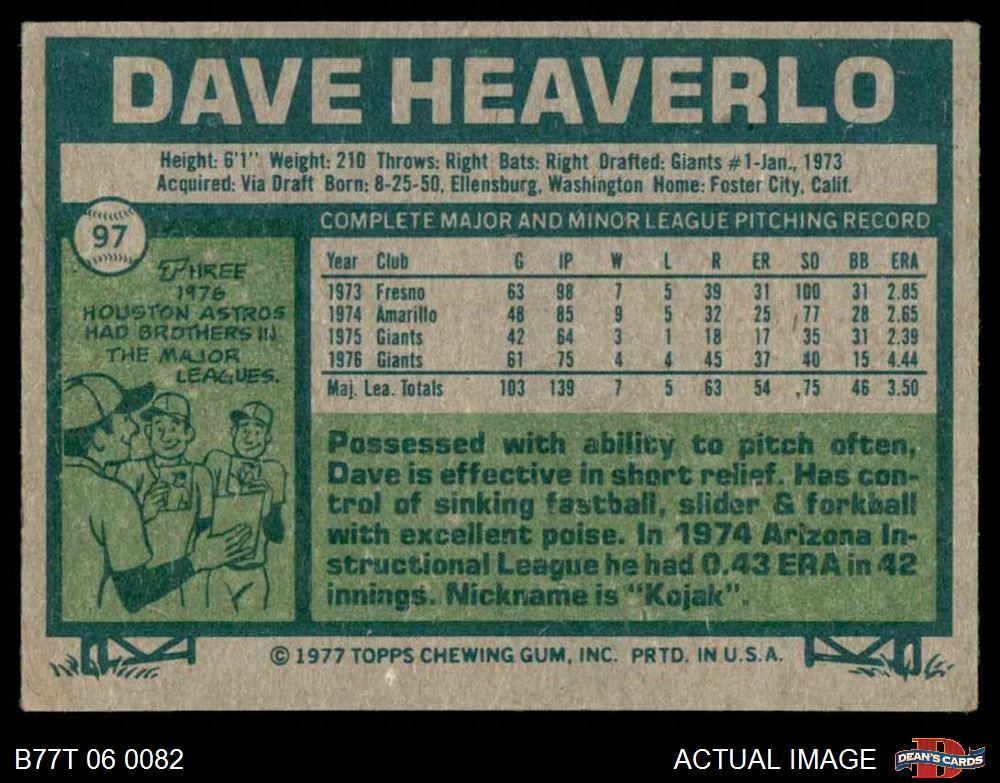 DAVE HEAVERLO
Height: 6'1" Weight: 210 Throws: Right Bats: Right Drafted: Giants #1-Jan., 1973
Acquired: Via Draft Born: 8-25-50, Ellensburg, Washington Home: Foster City, Calif.
97
THREE
1976
HOUSTON ASTROS
HAD BROTHERS IN
THE MAJOR
LEAGUES.
COMPLETE MAJOR AND MINOR LEAGUE PITCHING RECORD
Year Club G IP W L R ER SO BB ERA
1973 Fresno 63 98 7 5 39 31 100 31 2.85
1974 Amarillo 48 85 9 5 32 25 77 28 2.65
1975 Giants 42 64 3 1 18 17 35 31 2.39
1976 Giants 61 75 4 4 45 37 40 15 4.44
Maj. Lea. Totals 103 139 7 5 63 54 75 46 3.50
Possessed with ability to pitch often,
Dave is effective in short relief. Has con-
trol of sinking fastball, slider & forkball
with excellent poise. In 1974 Arizona In-
structional League he had 0.43 ERA in 42
innings. Nickname is "Kojak".
© 1977 TOPPS CHEWING GUM, INC. PRTD. IN U.S.A.
B77T 06 0082
ACTUAL IMAGE
D
DEAN'S CARDS